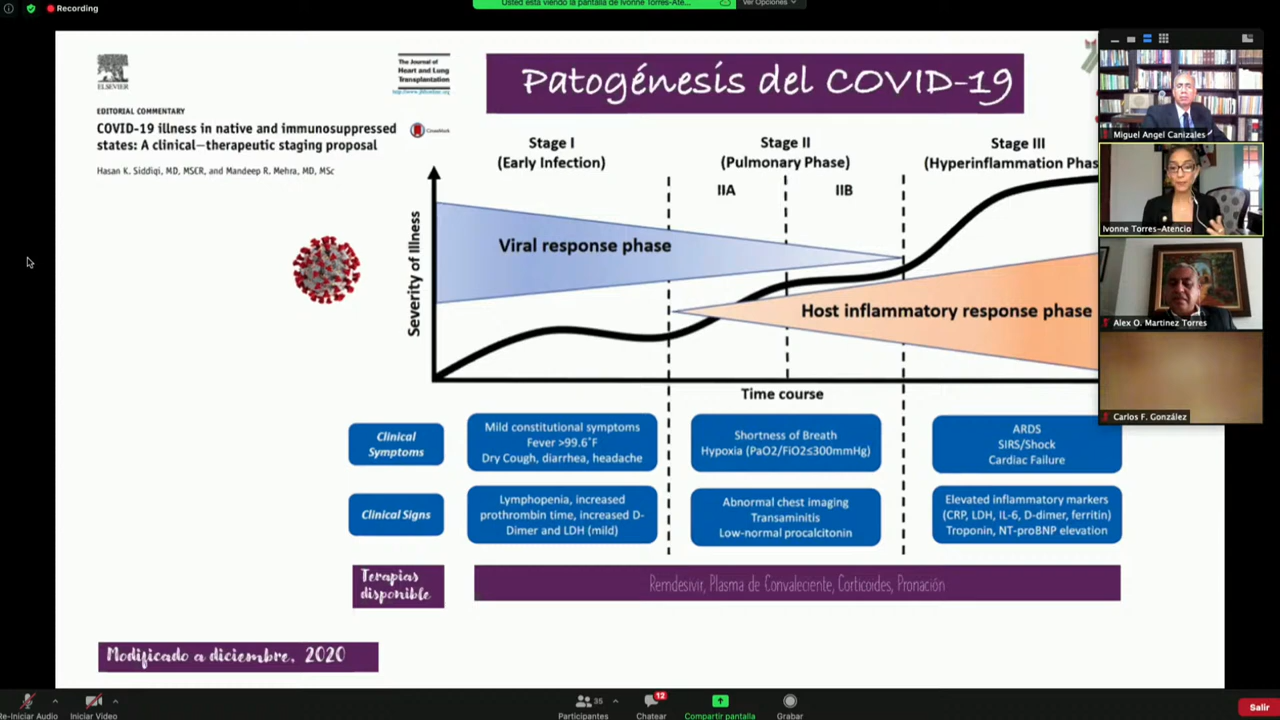 Recording
Usted está viendo la pantalla de Ivonne Torres-Ate...
Ver Opciones
ELSEVIER
The Journal of
Heart and Lung
Transplantation
http://www.jhltonline.org
Patogénesis del COVID-19
EDITORIAL COMMENTARY
COVID-19 illness in native and immunosuppressed
states: A clinical–therapeutic staging proposal
CrossMark
Hasan K. Siddiqi, MD, MSCR, and Mandeep R. Mehra, MD, MSc
Stage I
(Early Infection)
Stage II
(Pulmonary Phase)
Stage III
(Hyperinflammation Phas
IIA
IIB
Severity of Illness
Viral response phase
Host inflammatory response phase
Time course
Clinical
Symptoms
Mild constitutional symptoms
Fever >99.6°F
Dry Cough, diarrhea, headache
Shortness of Breath
Hypoxia (PaO2/FiO2≤300mmHg)
ARDS
SIRS/Shock
Cardiac Failure
Clinical Signs
Lymphopenia, increased
prothrombin time, increased D-
Dimer and LDH (mild)
Abnormal chest imaging
Transaminitis
Low-normal procalcitonin
Elevated inflammatory markers
(CRP, LDH, IL-6, D-dimer, ferritin)
Troponin, NT-proBNP elevation
Terapias
disponible
Remdesivir, Plasma de Convaleciente, Corticoides, Pronación
Modificado a diciembre, 2020
Miguel Angel Canizales
Ivonne Torres-Atencio
Alex O. Martinez Torres
Carlos F. González
Re-Iniciar Audio
Iniciar Video
35
Participantes
12
Chatear
Compartir pantalla
Grabar
Salir